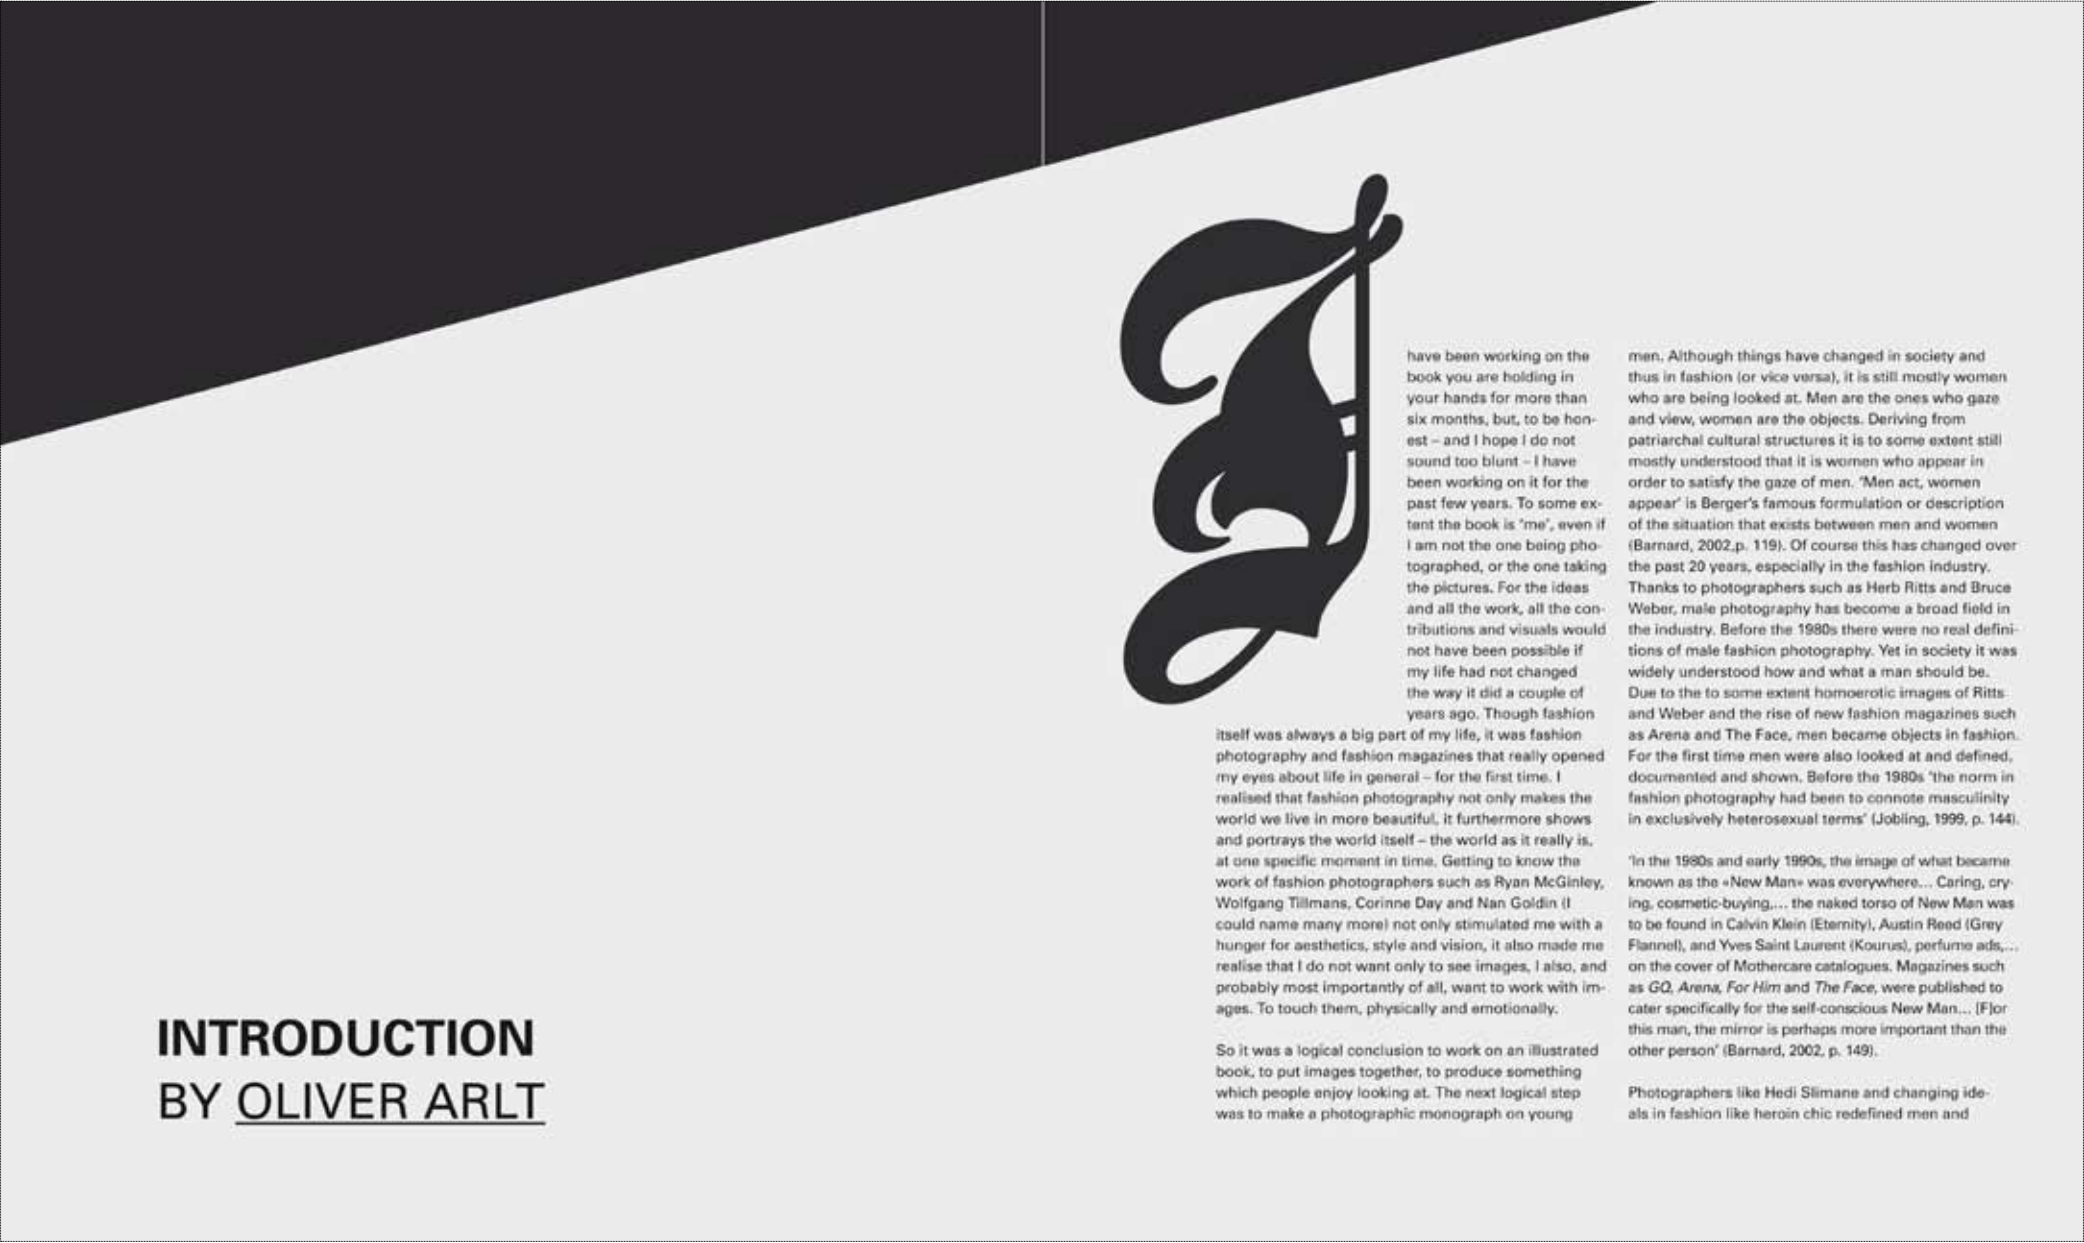 INTRODUCTION
BY OLIVER ARLT
I
have been working on the
book you are holding in
your hands for more than
six months, but, to be hon-
est – and I hope I do not
sound too blunt – I have
been working on it for the
past few years. To some ex-
tent the book is ‘me’, even if
I am not the one being pho-
tographed, or the one taking
the pictures. For the ideas
and all the work, all the con-
tributions and visuals would
not have been possible if
my life had not changed
the way it did a couple of
years ago. Though fashion
itself was always a big part of my life, it was fashion
photography and fashion magazines that really opened
my eyes about life in general – for the first time. I
realised that fashion photography not only makes the
world we live in more beautiful, it furthermore shows
and portrays the world itself – the world as it really is,
at one specific moment in time. Getting to know the
work of fashion photographers such as Ryan McGinley,
Wolfgang Tillmans, Corinne Day and Nan Goldin (I
could name many more) not only stimulated me with a
hunger for aesthetics, style and vision, it also made me
realise that I do not want only to see images, I also, and
probably most importantly of all, want to work with im-
ages. To touch them, physically and emotionally.
So it was a logical conclusion to work on an illustrated
book, to put images together, to produce something
which people enjoy looking at. The next logical step
was to make a photographic monograph on young
men. Although things have changed in society and
thus in fashion (or vice versa), it is still mostly women
who are being looked at. Men are the ones who gaze
and view, women are the objects. Deriving from
patriarchal cultural structures it is to some extent still
mostly understood that it is women who appear in
order to satisfy the gaze of men. ‘Men act, women
appear’ is Berger’s famous formulation or description
of the situation that exists between men and women
(Barnard, 2002,p. 119). Of course this has changed over
the past 20 years, especially in the fashion industry.
Thanks to photographers such as Herb Ritts and Bruce
Weber, male photography has become a broad field in
the industry. Before the 1980s there were no real defini-
tions of male fashion photography. Yet in society it was
widely understood how and what a man should be.
Due to the to some extent homoerotic images of Ritts
and Weber and the rise of new fashion magazines such
as Arena and The Face, men became objects in fashion.
For the first time men were also looked at and defined,
documented and shown. Before the 1980s ‘the norm in
fashion photography had been to connote masculinity
in exclusively heterosexual terms’ (Jobling, 1999, p. 144).
‘In the 1980s and early 1990s, the image of what became
known as the «New Man» was everywhere... Caring, cry-
ing, cosmetic-buying,... the naked torso of New Man was
to be found in Calvin Klein (Eternity), Austin Reed (Grey
Flannel), and Yves Saint Laurent (Kourus), perfume ads,...
on the cover of Mothercare catalogues. Magazines such
as GQ, Arena, For Him and The Face, were published to
cater specifically for the self-conscious New Man... [F]or
this man, the mirror is perhaps more important than the
other person’ (Barnard, 2002, p. 149).
Photographers like Hedi Slimane and changing ide-
als in fashion like heroin chic redefined men and